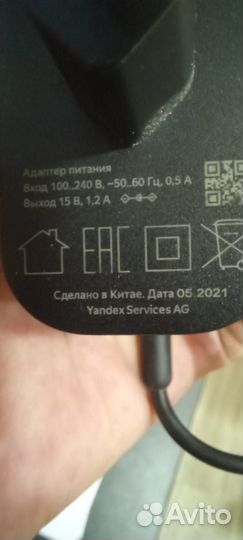 Адаптер питания
Вход 100..240 В, ~50..60 Гц, 0.5 А
Выход 15 В, 1,2 А
EAC
Сделано в Китае. Дата 05.2021
Yandex Services AG
Avito